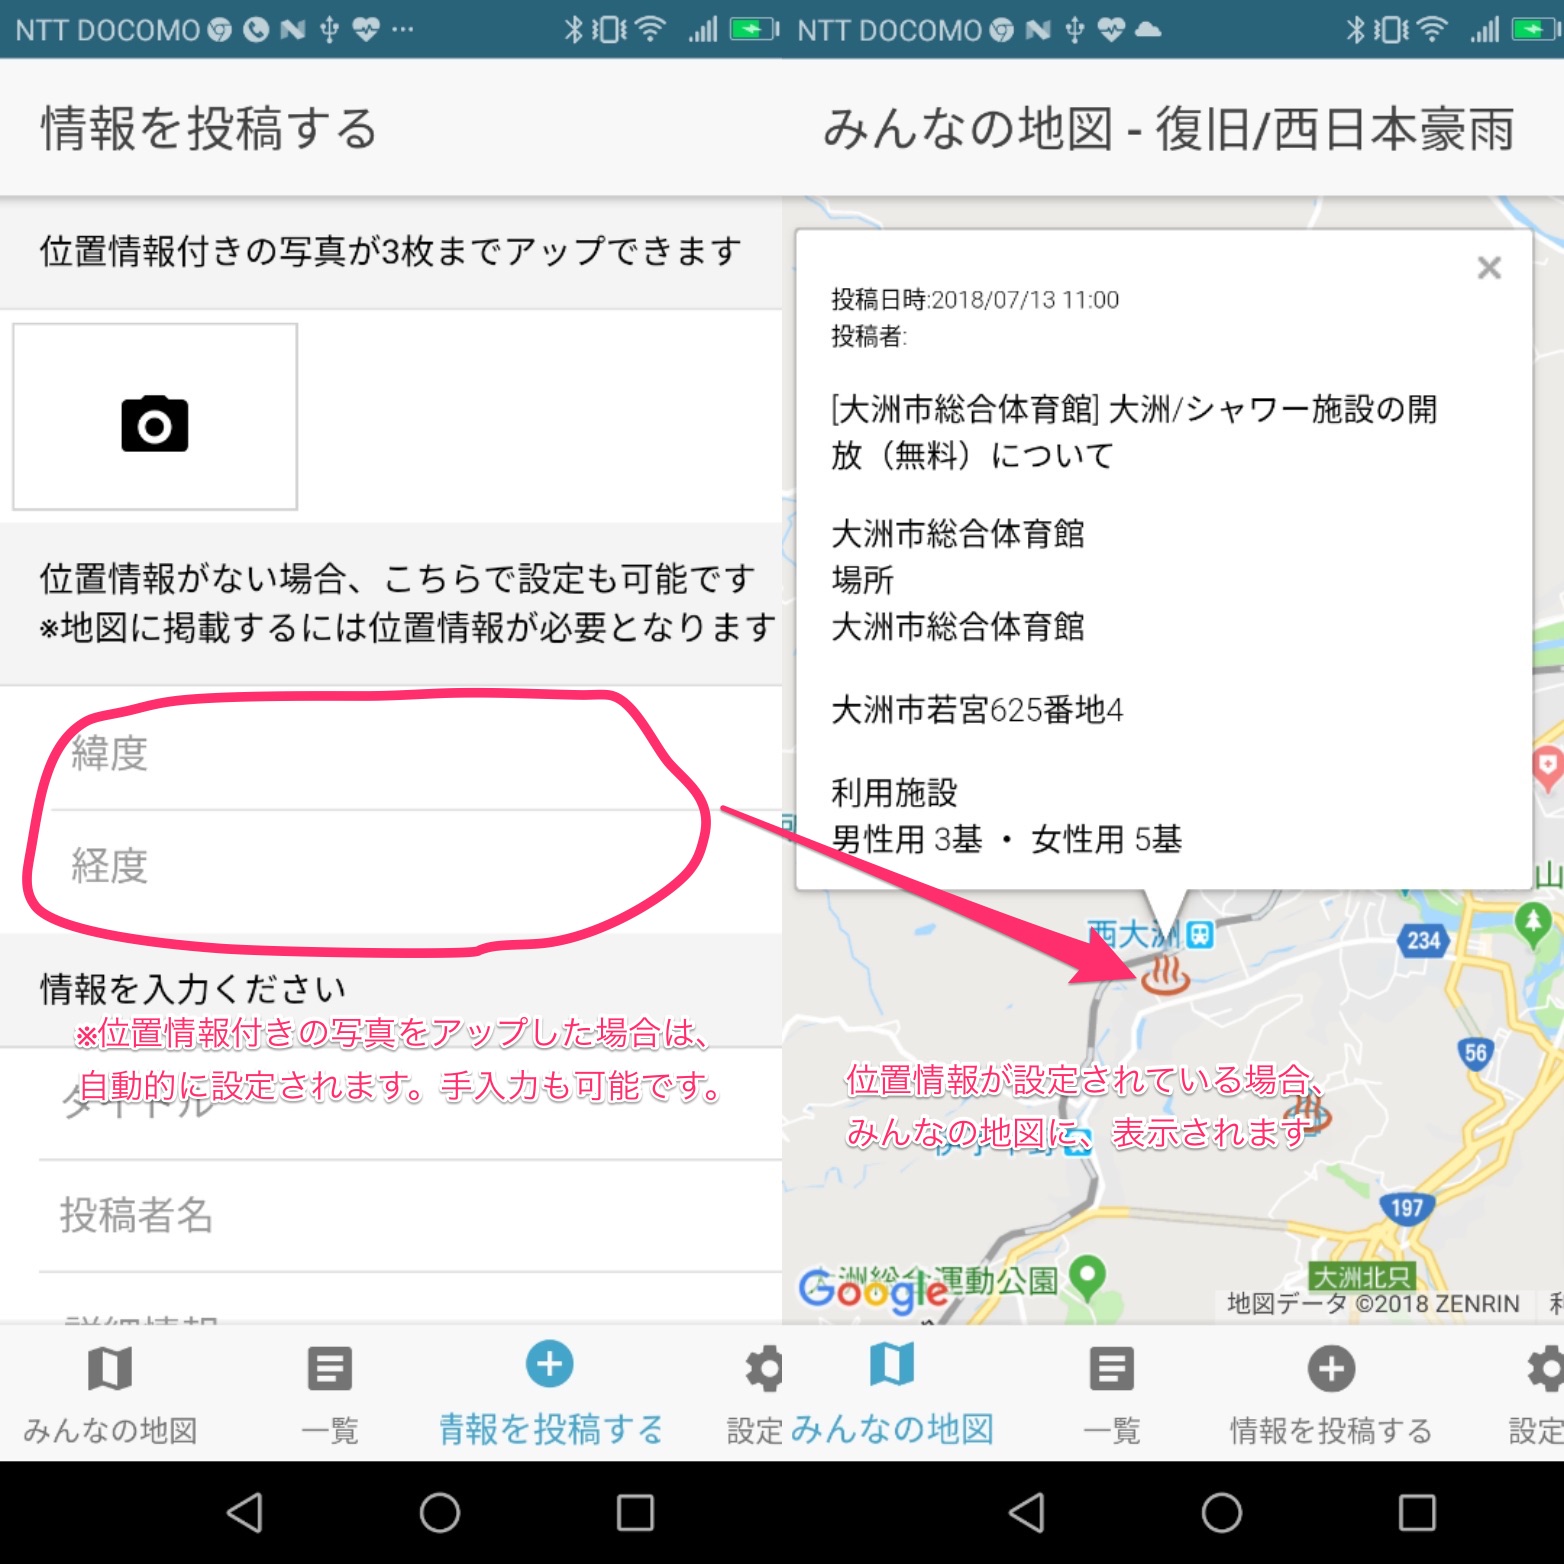 NTT DOCOMO
情報を投稿する
位置情報付きの写真が3枚までアップできます
位置情報がない場合、こちらで設定も可能です
※地図に掲載するには位置情報が必要となります
緯度
経度
情報を入力ください
※位置情報付きの写真をアップした場合は、
自動的に設定されます。手入力も可能です。
タイトル
投稿者名
詳細情報
みんなの地図
一覧
情報を投稿する
設定
NTT DOCOMO
みんなの地図 - 復旧/西日本豪雨
投稿日時:2018/07/13 11:00
投稿者:
[大洲市総合体育館] 大洲/シャワー施設の開
放（無料）について
大洲市総合体育館
場所
大洲市総合体育館
大洲市若宮625番地4
利用施設
男性用 3基 ・ 女性用 5基
山
西大洲
234
56
位置情報が設定されている場合、
みんなの地図に、表示されます
197
大洲総合運動公園
大洲北只
Google
地図データ ©2018 ZENRIN
みんなの地図
一覧
情報を投稿する
設定